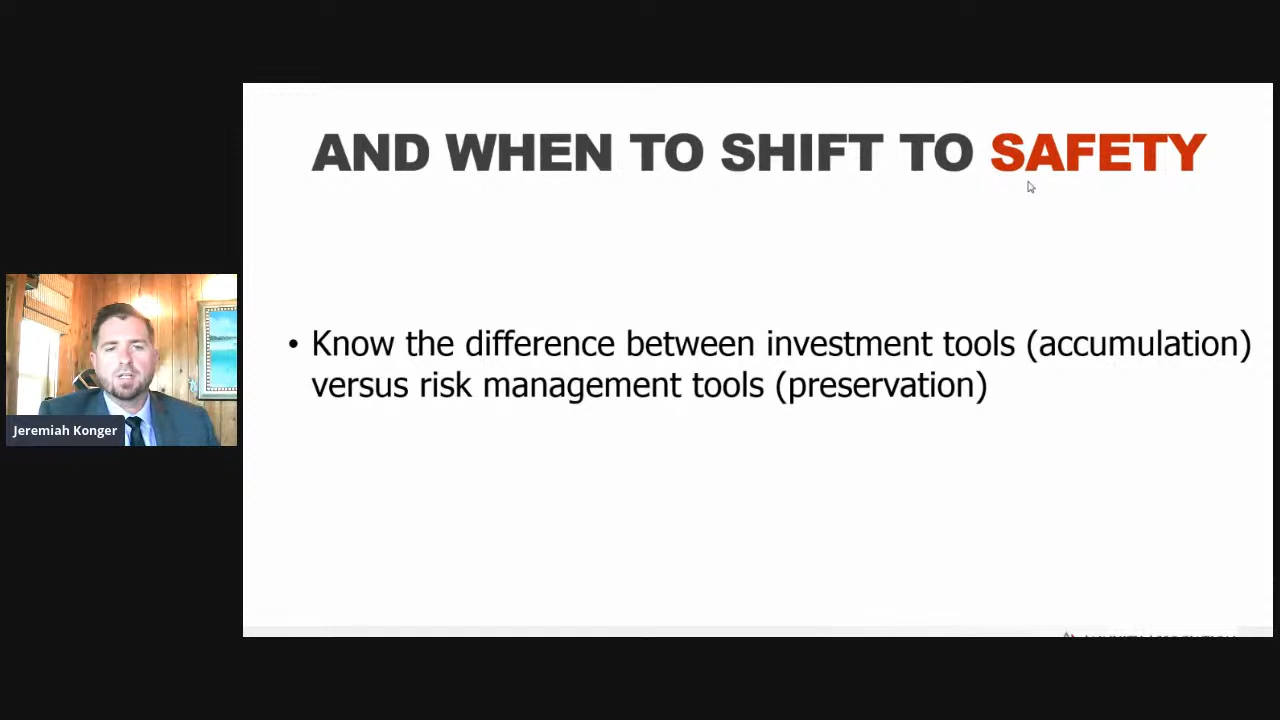 AND WHEN TO SHIFT TO SAFETY
• Know the difference between investment tools (accumulation)
versus risk management tools (preservation)
Jeremiah Konger